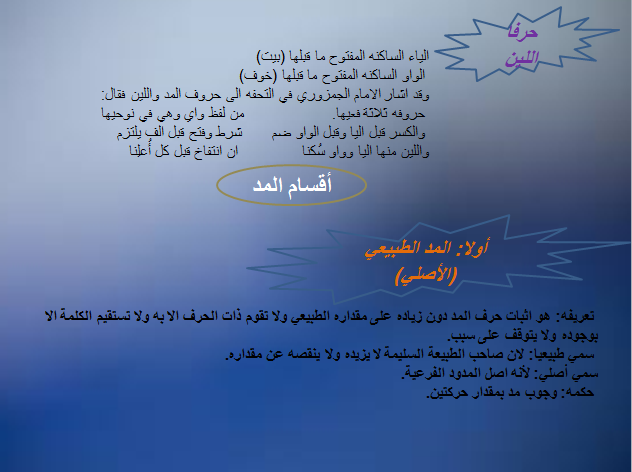 حرفا
اللين
الياء الساكنه المفتوح ما قبلها (بيت)
الواو الساكنه المفتوح ما قبلها (خوف)
وقد اشار الامام الجمزوري في التحفه الى حروف المد واللين فقال:
حروفه ثلاثة فعيها. من لفظ واي وهي في نوحيها
والكسر قبل اليا وقبل الواو ضم شرط وفتح قبل الف يلتزم
واللين منها اليا وواو سُكنا ان انتفاخ قبل كل أُعلِنا
أقسام المد
أولا: المد الطبيعي
(الأصلي)
تعريفه: هو اثبات حرف المد دون زياده على مقداره الطبيعي ولا تقوم ذات الحرف الا به ولا تستقيم الكلمة الا
بوجوده ولا يتوقف على سبب.
سمي طبيعيا: لان صاحب الطبيعة السليمة لا يزيده ولا ينقصه عن مقداره.
سمي أصلي: لأنه اصل المدود الفرعية.
حكمه: وجوب مد بمقدار حركتين.